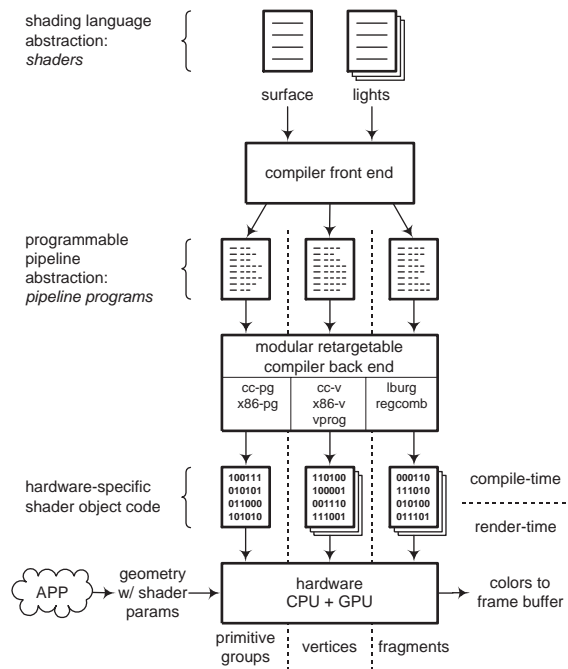 shading language
abstraction:
shaders
surface
lights
compiler front end
programmable
pipeline
abstraction:
pipeline programs
modular retargetable
compiler back end
cc-pg
x86-pg
cc-v
x86-v
vprog
lburg
regcomb
hardware-specific
shader object code
100111
010101
011000
101010
110100
100001
001110
111001
000110
111010
010100
011101
compile-time
render-time
APP
geometry
w/ shader
params
hardware
CPU + GPU
colors to
frame buffer
primitive
groups
vertices
fragments